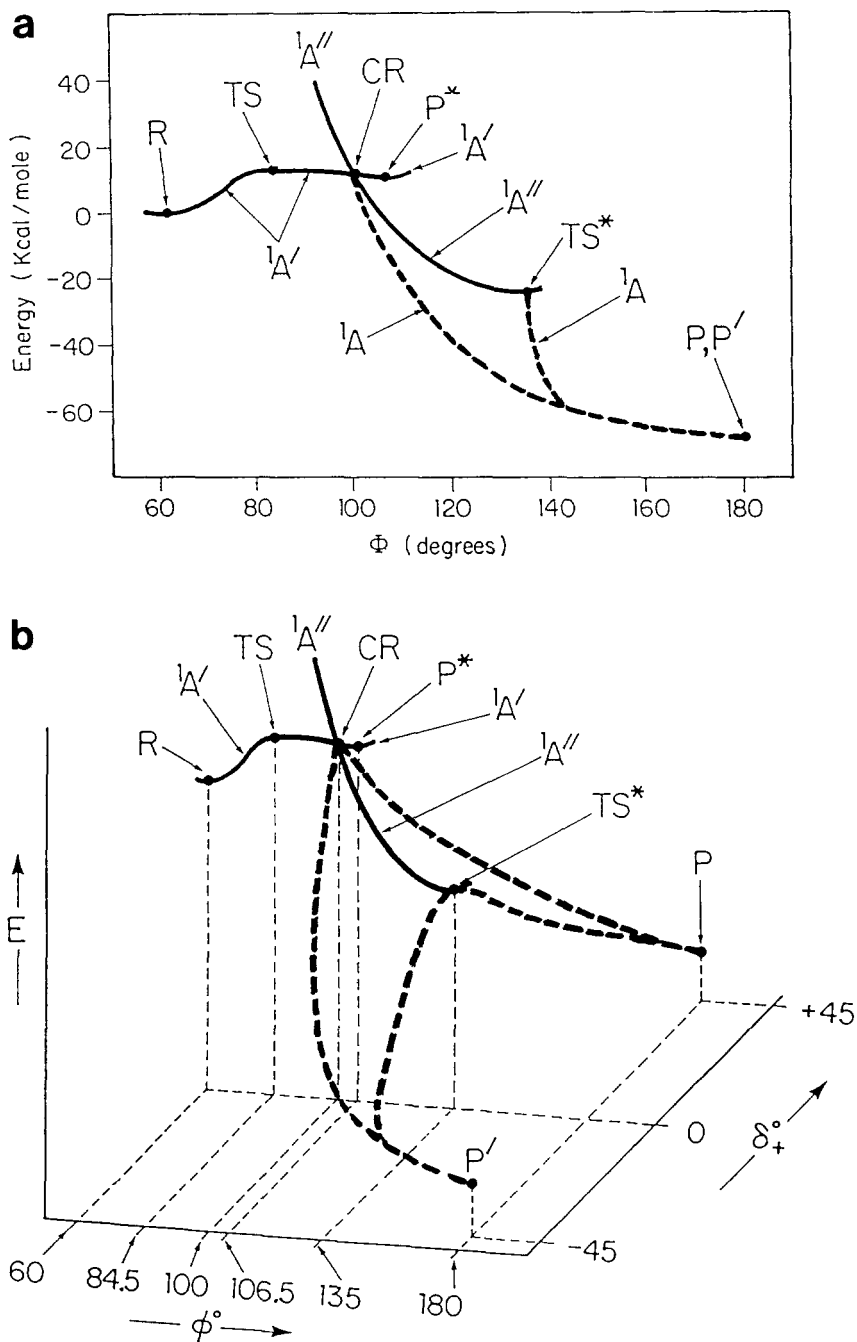 a
¹A″
CR
TS
P*
¹A′
R
¹A′
¹A″
TS*
¹A
¹A
P,P′
Energy (Kcal/mole)
40
20
0
-20
-40
-60
60
80
100
120
140
160
180
Φ (degrees)
b
¹A″
TS
CR
P*
¹A′
¹A′
R
¹A″
TS*
P
E
+45
0
δ₊°
P′
-45
60
84.5
100
106.5
135
180
ϕ°